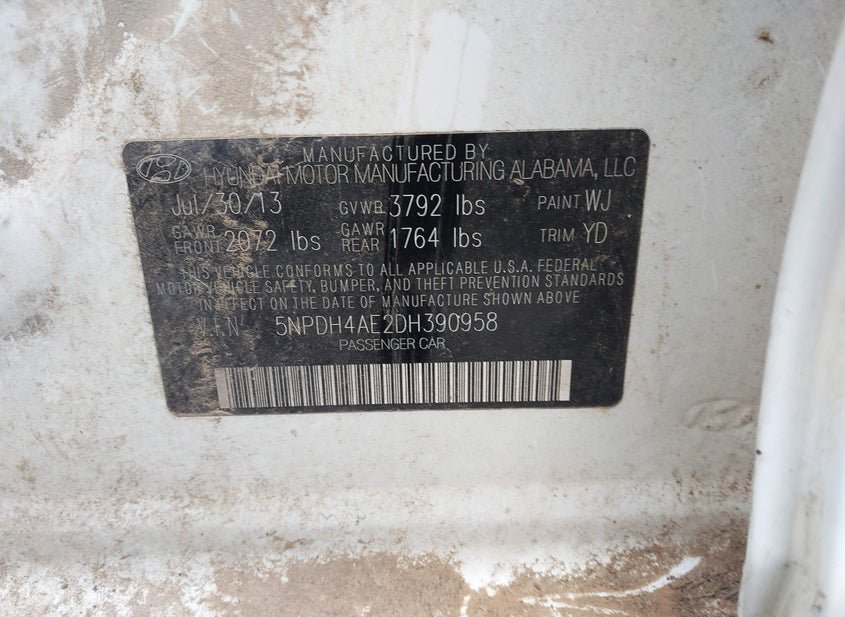 MANUFACTURED BY
HYUNDAI MOTOR MANUFACTURING ALABAMA, LLC
Jul/30/13 GVWR 3792 lbs PAINT WJ
GAWR FRONT 2072 lbs GAWR REAR 1764 lbs TRIM YD
THIS VEHICLE CONFORMS TO ALL APPLICABLE U.S.A. FEDERAL
MOTOR VEHICLE SAFETY, BUMPER, AND THEFT PREVENTION STANDARDS
IN EFFECT ON THE DATE OF MANUFACTURE SHOWN ABOVE
V.I.N 5NPDH4AE2DH390958
PASSENGER CAR